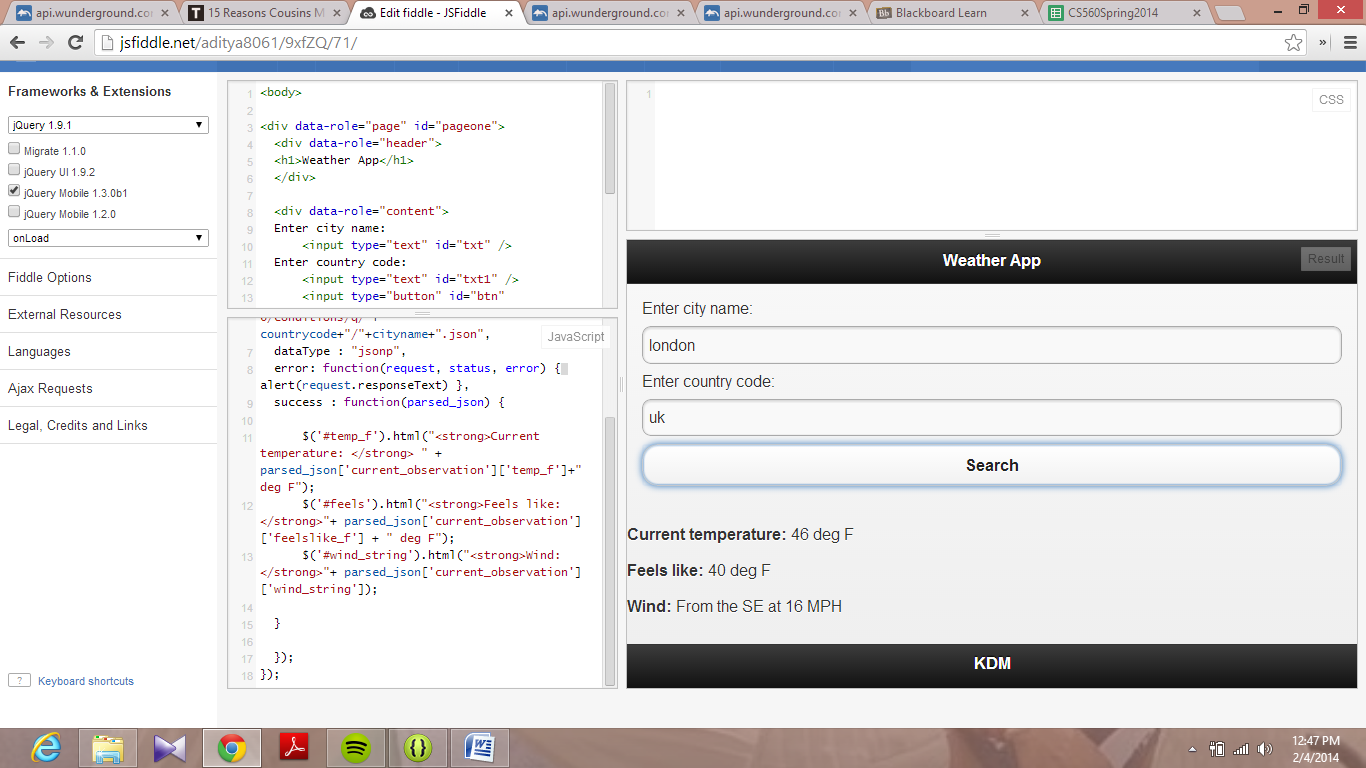 api.wunderground.co
15 Reasons Cousins M
Edit fiddle - JSFiddle
api.wunderground.co
api.wunderground.co
Bb Blackboard Learn
CS560Spring2014
jsfiddle.net/aditya8061/9xfZQ/71/
Frameworks & Extensions
jQuery 1.9.1
Migrate 1.1.0
jQuery UI 1.9.2
jQuery Mobile 1.3.0b1
jQuery Mobile 1.2.0
onLoad
Fiddle Options
External Resources
Languages
Ajax Requests
Legal, Credits and Links
? Keyboard shortcuts
1 <body>
2
3 <div data-role="page" id="pageone">
4 <div data-role="header">
5 <h1>Weather App</h1>
6 </div>
7
8 <div data-role="content">
9 Enter city name:
10 <input type="text" id="txt" />
11 Enter country code:
12 <input type="text" id="txt1" />
13 <input type="button" id="btn"
JavaScript
6/conditions/q/"+
countrycode+"/"+cityname+".json",
7 dataType : "jsonp",
8 error: function(request, status, error) {
alert(request.responseText) },
9 success : function(parsed_json) {
10
11 $('#temp_f').html("<strong>Current
temperature: </strong> " +
parsed_json['current_observation']['temp_f']+"
deg F");
12 $('#feels').html("<strong>Feels like:
</strong>"+ parsed_json['current_observation']
['feelslike_f'] + " deg F");
13 $('#wind_string').html("<strong>Wind:
</strong>"+ parsed_json['current_observation']
['wind_string']);
14
15 }
16
17 });
18 });
1
CSS
Weather App
Result
Enter city name:
london
Enter country code:
uk
Search
Current temperature: 46 deg F
Feels like: 40 deg F
Wind: From the SE at 16 MPH
KDM
12:47 PM
2/4/2014